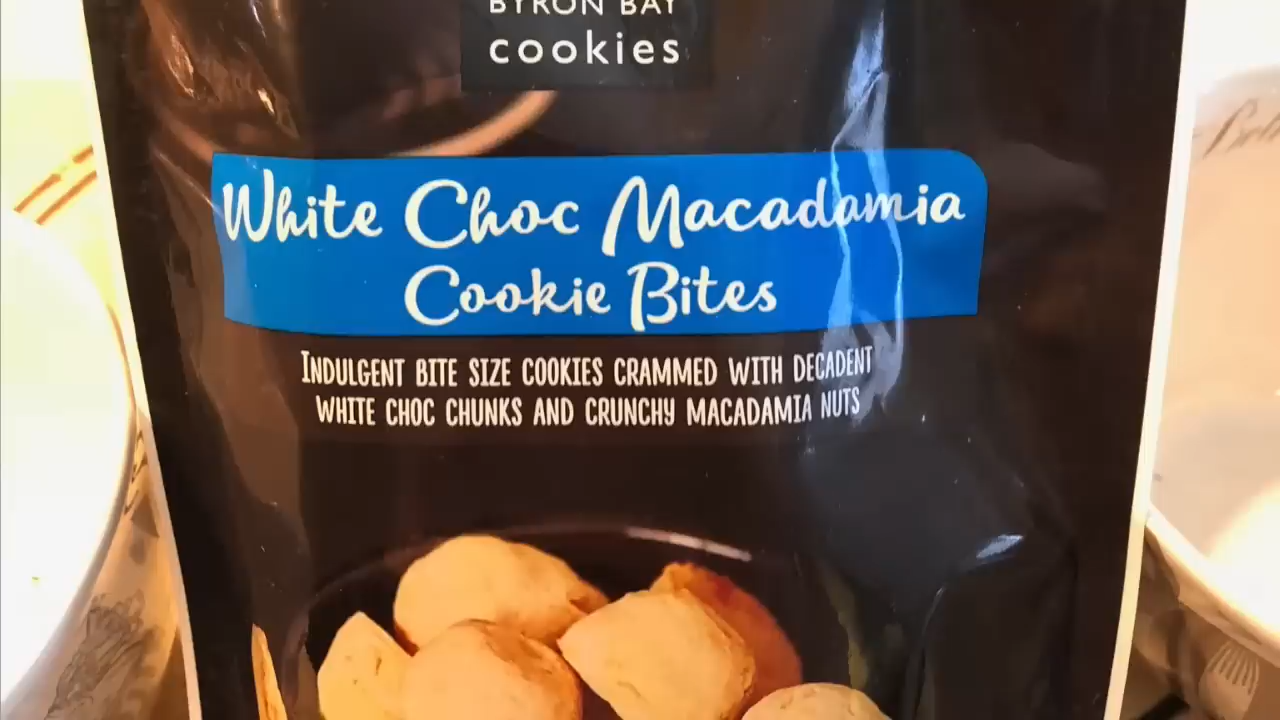 BYRON BAY
cookies
White Choc Macadamia
Cookie Bites
INDULGENT BITE SIZE COOKIES CRAMMED WITH DECADENT
WHITE CHOC CHUNKS AND CRUNCHY MACADAMIA NUTS